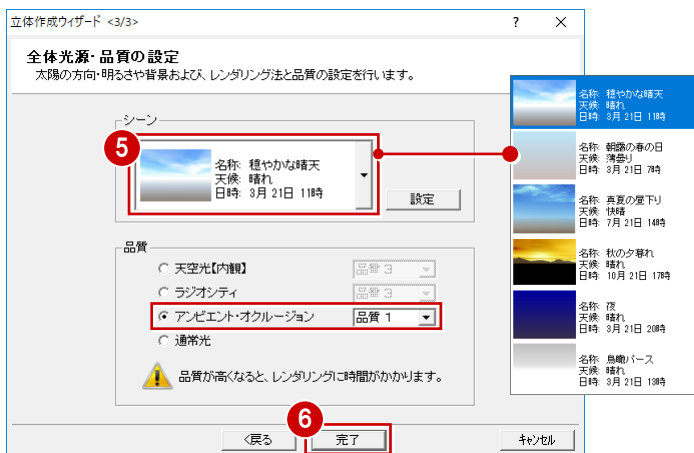 立体作成ウィザード <3/3>
?
×
全体光源・品質の設定
太陽の方向・明るさや背景および、レンダリング法と品質の設定を行います。
シーン
5
名称: 穏やかな晴天
天候: 晴れ
日時: 3月 21日 11時
設定
品質
天空光【内観】
品質 3
ラジオシティ
品質 3
アンビエント・オクルージョン
品質 1
通常光
品質が高くなると、レンダリングに時間がかかります。
6
<戻る
完了
キャンセル
名称: 穏やかな晴天
天候: 晴れ
日時: 3月 21日 11時
名称: 朝靄の春の日
天候: 薄曇り
日時: 3月 21日 7時
名称: 真夏の昼下り
天候: 快晴
日時: 7月 21日 14時
名称: 秋の夕暮れ
天候: 晴れ
日時: 10月 21日 17時
名称: 夜
天候: 晴れ
日時: 3月 21日 20時
名称: 鳥瞰パース
天候: 晴れ
日時: 3月 21日 13時